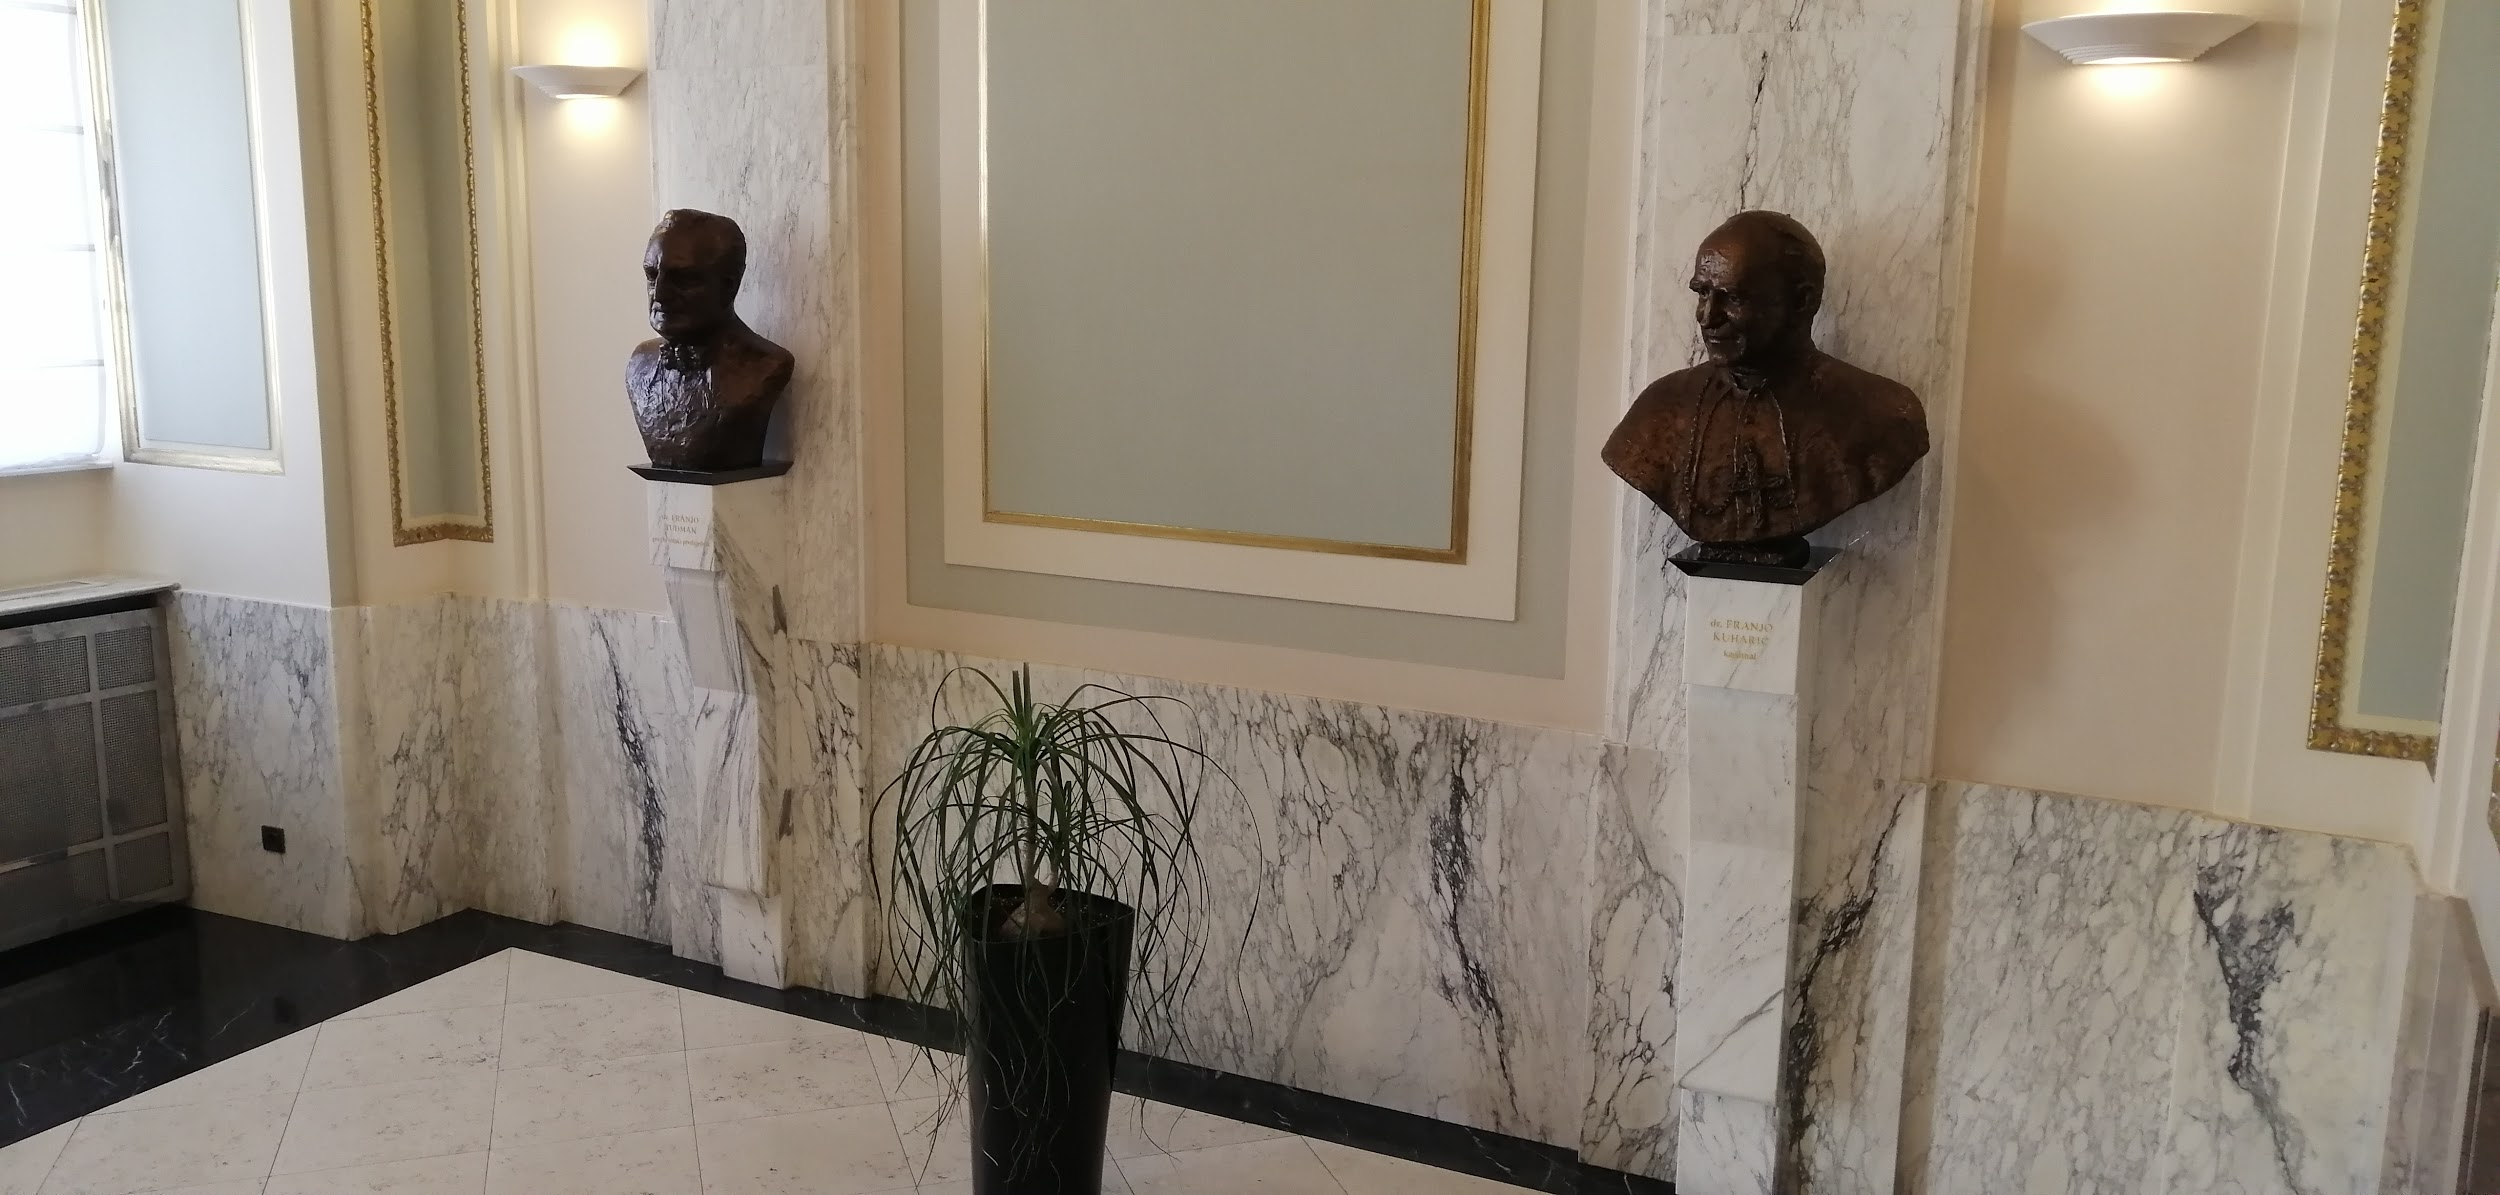 dr. FRANJO
TUĐMAN
dr. FRANJO
KUHARIĆ
kardinal